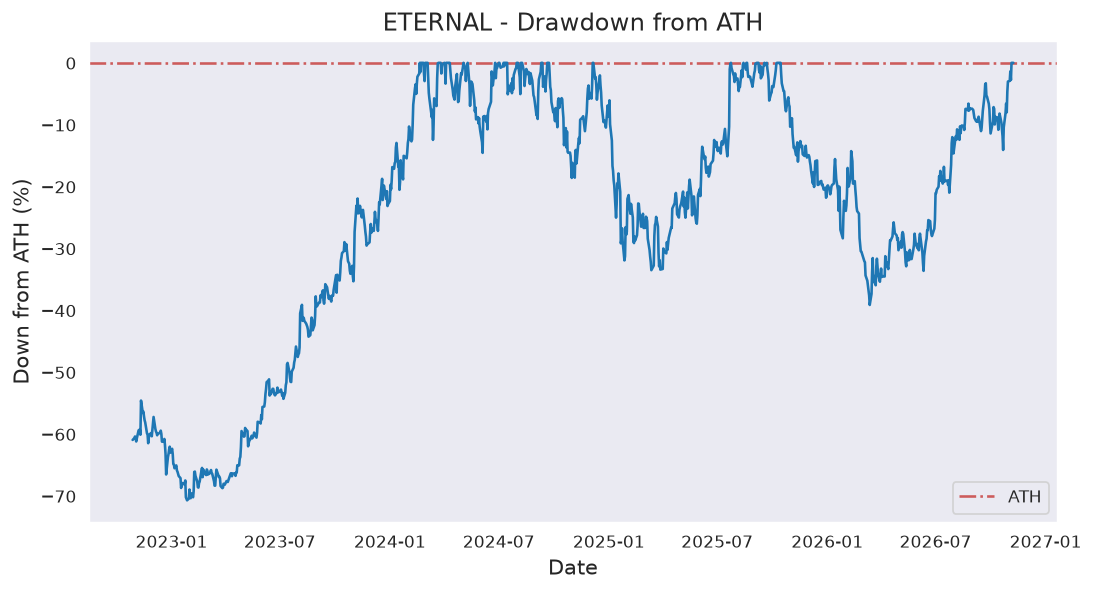 ETERNAL - Drawdown from ATH
Down from ATH (%)
0
−10
−20
−30
−40
−50
−60
−70
ATH
2023-01 2023-07 2024-01 2024-07 2025-01 2025-07 2026-01 2026-07 2027-01
Date